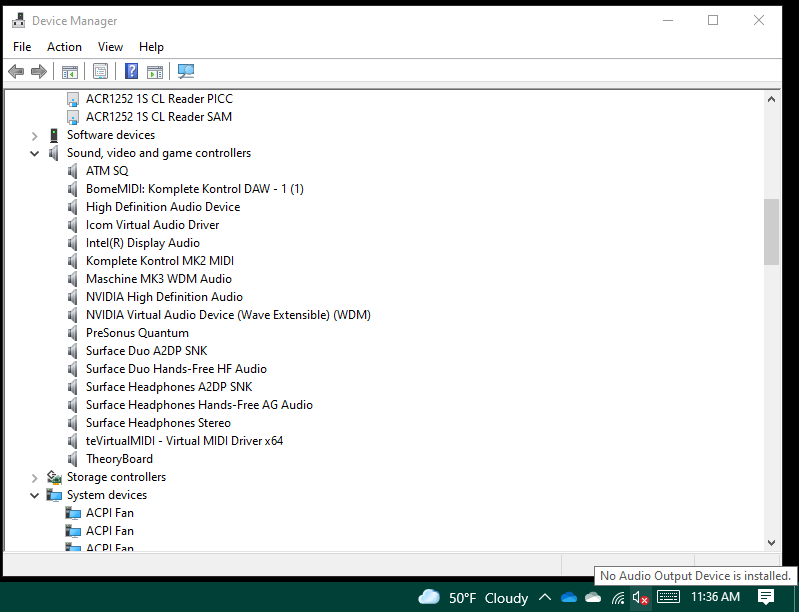 Device Manager
File Action View Help
ACR1252 1S CL Reader PICC
ACR1252 1S CL Reader SAM
Software devices
Sound, video and game controllers
ATM SQ
BomeMIDI: Komplete Kontrol DAW - 1 (1)
High Definition Audio Device
Icom Virtual Audio Driver
Intel(R) Display Audio
Komplete Kontrol MK2 MIDI
Maschine MK3 WDM Audio
NVIDIA High Definition Audio
NVIDIA Virtual Audio Device (Wave Extensible) (WDM)
PreSonus Quantum
Surface Duo A2DP SNK
Surface Duo Hands-Free HF Audio
Surface Headphones A2DP SNK
Surface Headphones Hands-Free AG Audio
Surface Headphones Stereo
teVirtualMIDI - Virtual MIDI Driver x64
TheoryBoard
Storage controllers
System devices
ACPI Fan
ACPI Fan
ACPI Fan
No Audio Output Device is installed.
50°F Cloudy 11:36 AM